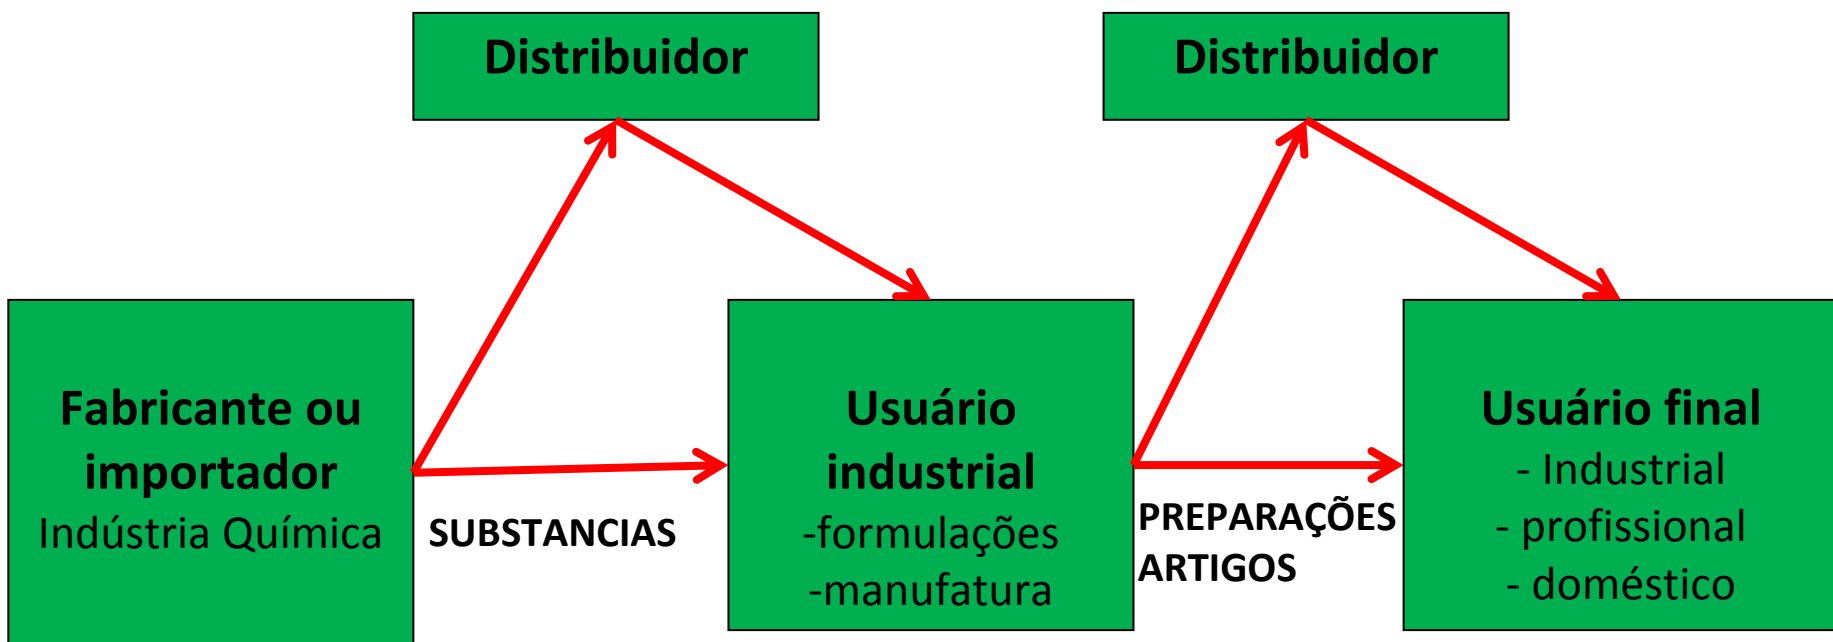 Distribuidor
Distribuidor
Fabricante ou
importador
Indústria Química
SUBSTANCIAS
Usuário
industrial
-formulações
-manufatura
PREPARAÇÕES
ARTIGOS
Usuário final
- Industrial
- profissional
- doméstico